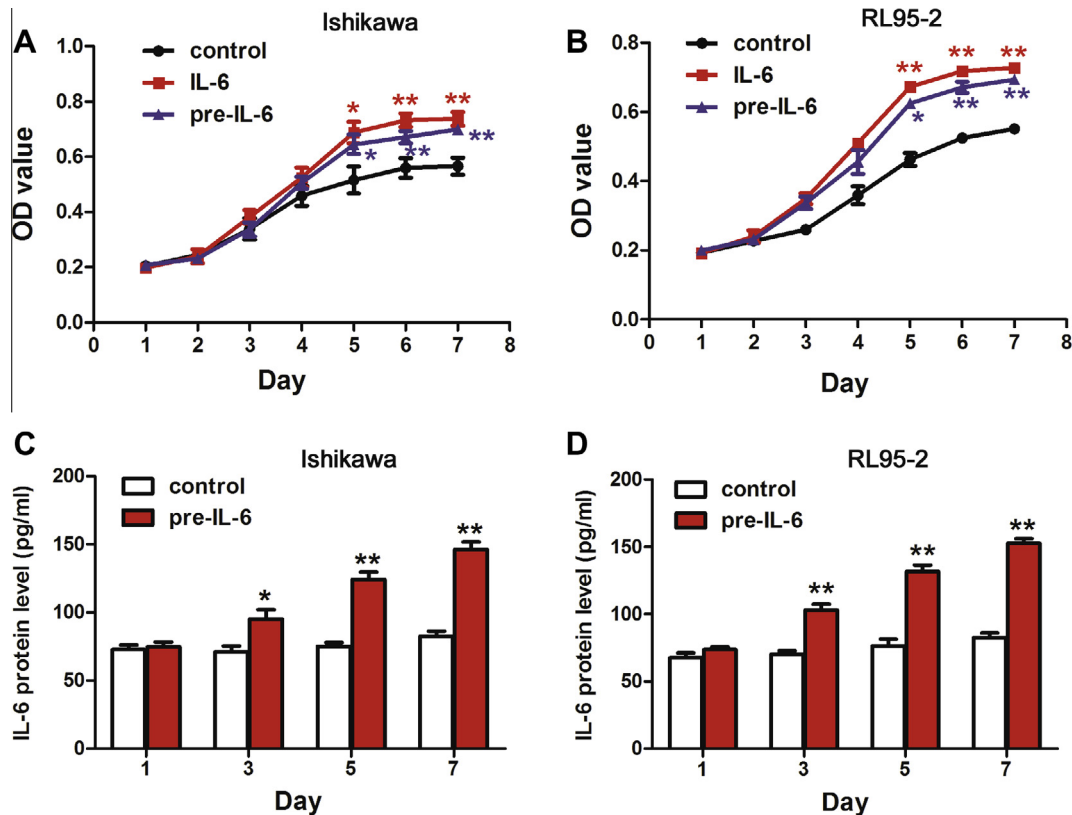 A
Ishikawa
control
IL-6
pre-IL-6
OD value
1.0
0.8
0.6
0.4
0.2
0.0
* ** **
* ** **
0 1 2 3 4 5 6 7 8
Day
B
RL95-2
control
IL-6
pre-IL-6
OD value
0.8
0.6
0.4
0.2
0.0
** ** **
* ** **
0 1 2 3 4 5 6 7 8
Day
C
Ishikawa
control
pre-IL-6
IL-6 protein level (pg/ml)
200
150
100
50
0
* ** **
1 3 5 7
Day
D
RL95-2
control
pre-IL-6
IL-6 protein level (pg/ml)
200
150
100
50
0
** ** **
1 3 5 7
Day